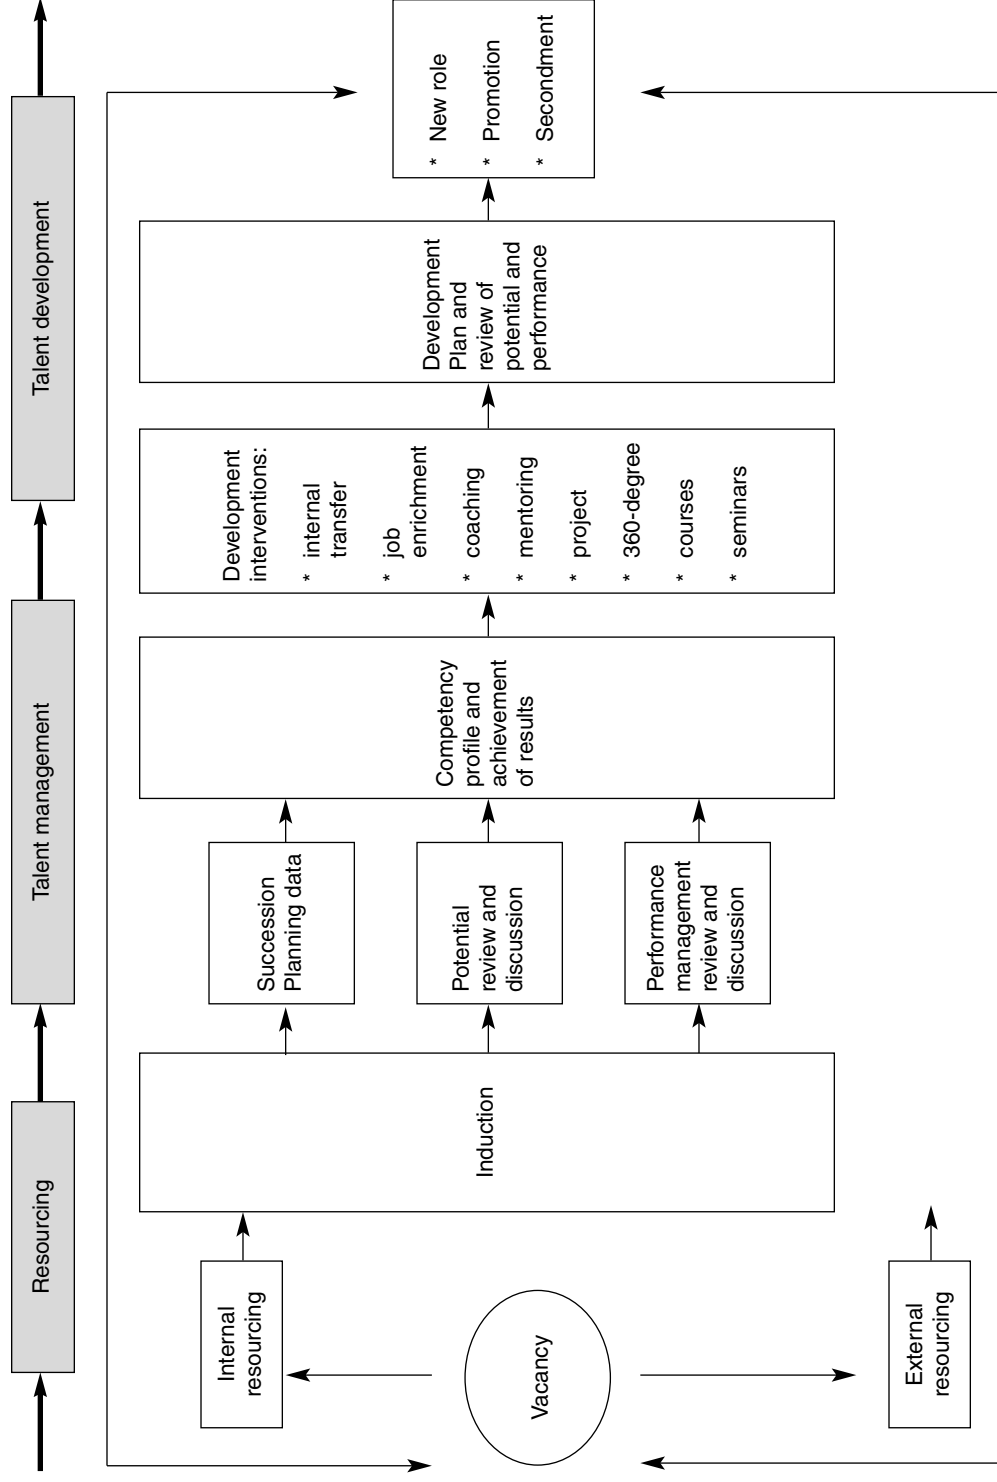 Resourcing
Talent management
Talent development
Vacancy
Internal
resourcing
External
resourcing
Induction
Succession
Planning data
Potential
review and
discussion
Performance
management
review and
discussion
Competency
profile and
achievement
of results
Development
interventions:
* internal
transfer
* job
enrichment
* coaching
* mentoring
* project
* 360-degree
* courses
* seminars
Development
Plan and
review of
potential and
performance
* New role
* Promotion
* Secondment